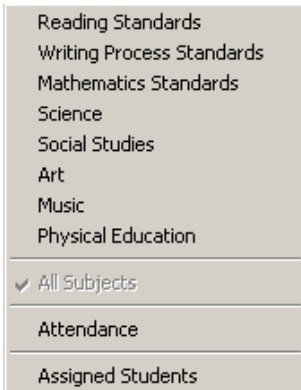 Reading Standards
Writing Process Standards
Mathematics Standards
Science
Social Studies
Art
Music
Physical Education
All Subjects
Attendance
Assigned Students